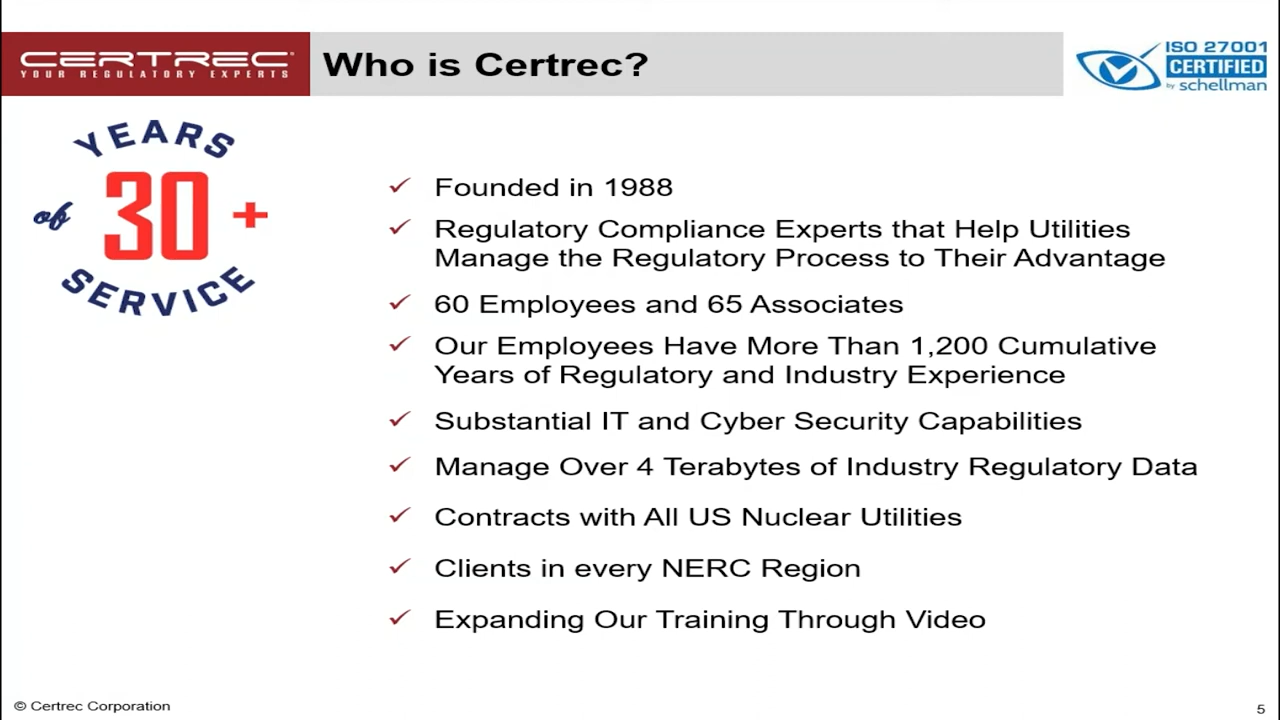 CERTREC
YOUR REGULATORY EXPERTS
Who is Certrec?
ISO 27001
CERTIFIED
by schellman
YEARS
of 30 +
SERVICE
Founded in 1988
Regulatory Compliance Experts that Help Utilities
Manage the Regulatory Process to Their Advantage
60 Employees and 65 Associates
Our Employees Have More Than 1,200 Cumulative
Years of Regulatory and Industry Experience
Substantial IT and Cyber Security Capabilities
Manage Over 4 Terabytes of Industry Regulatory Data
Contracts with All US Nuclear Utilities
Clients in every NERC Region
Expanding Our Training Through Video
© Certrec Corporation
5